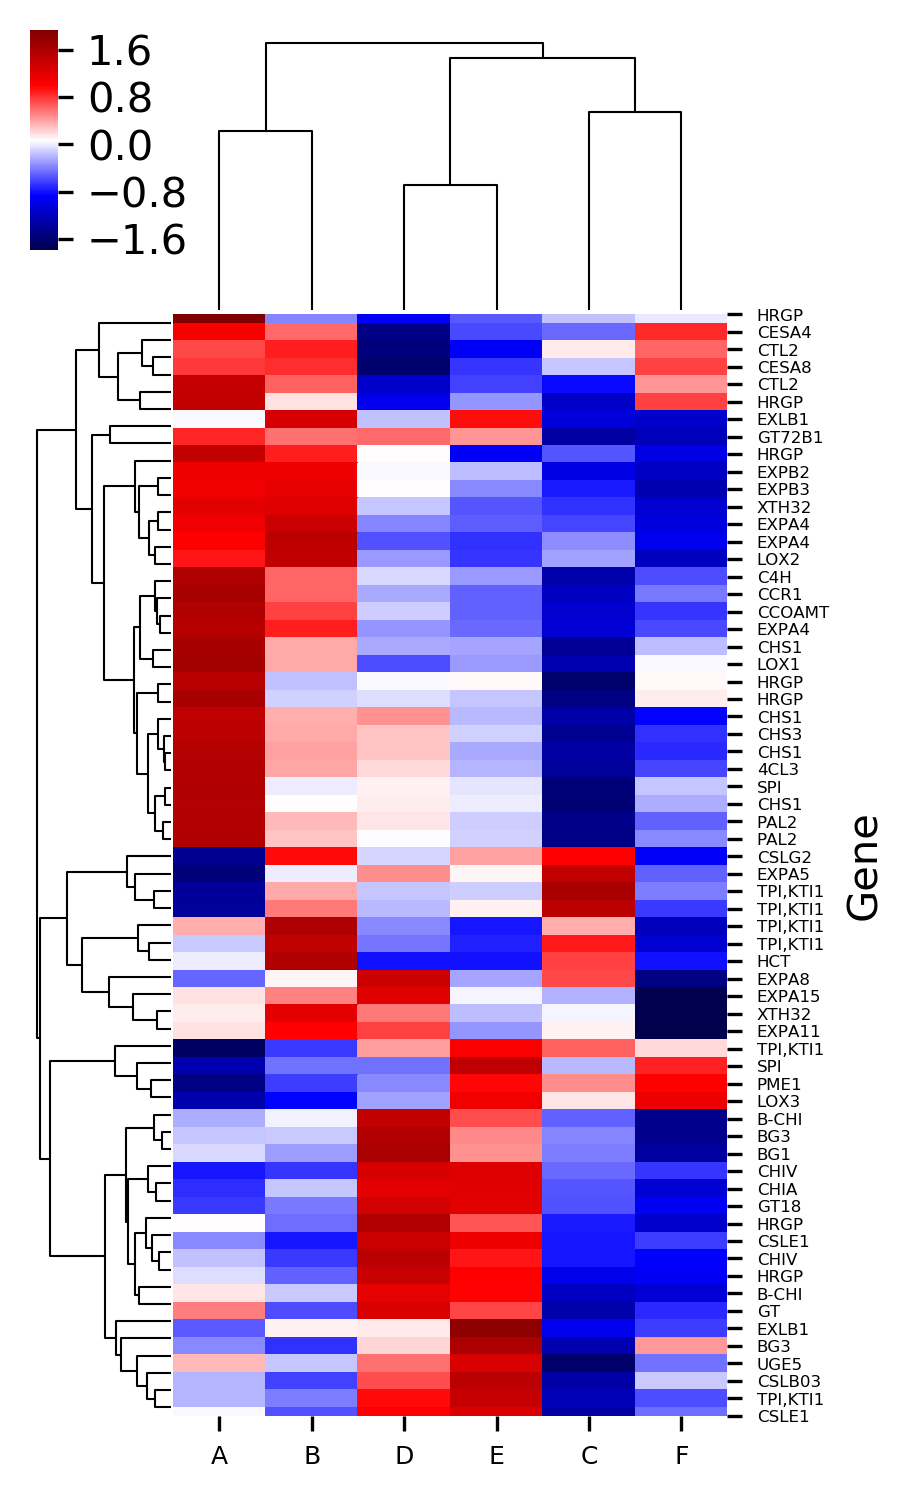 1.6
0.8
0.0
−0.8
−1.6
HRGP
CESA4
CTL2
CESA8
CTL2
HRGP
EXLB1
GT72B1
HRGP
EXPB2
EXPB3
XTH32
EXPA4
EXPA4
LOX2
C4H
CCR1
CCOAMT
EXPA4
CHS1
LOX1
HRGP
HRGP
CHS1
CHS3
CHS1
4CL3
SPI
CHS1
PAL2
PAL2
CSLG2
EXPA5
TPI,KTI1
TPI,KTI1
TPI,KTI1
TPI,KTI1
HCT
EXPA8
EXPA15
XTH32
EXPA11
TPI,KTI1
SPI
PME1
LOX3
B-CHI
BG3
BG1
CHIV
CHIA
GT18
HRGP
CSLE1
CHIV
HRGP
B-CHI
GT
EXLB1
BG3
UGE5
CSLB03
TPI,KTI1
CSLE1
Gene
A B D E C F